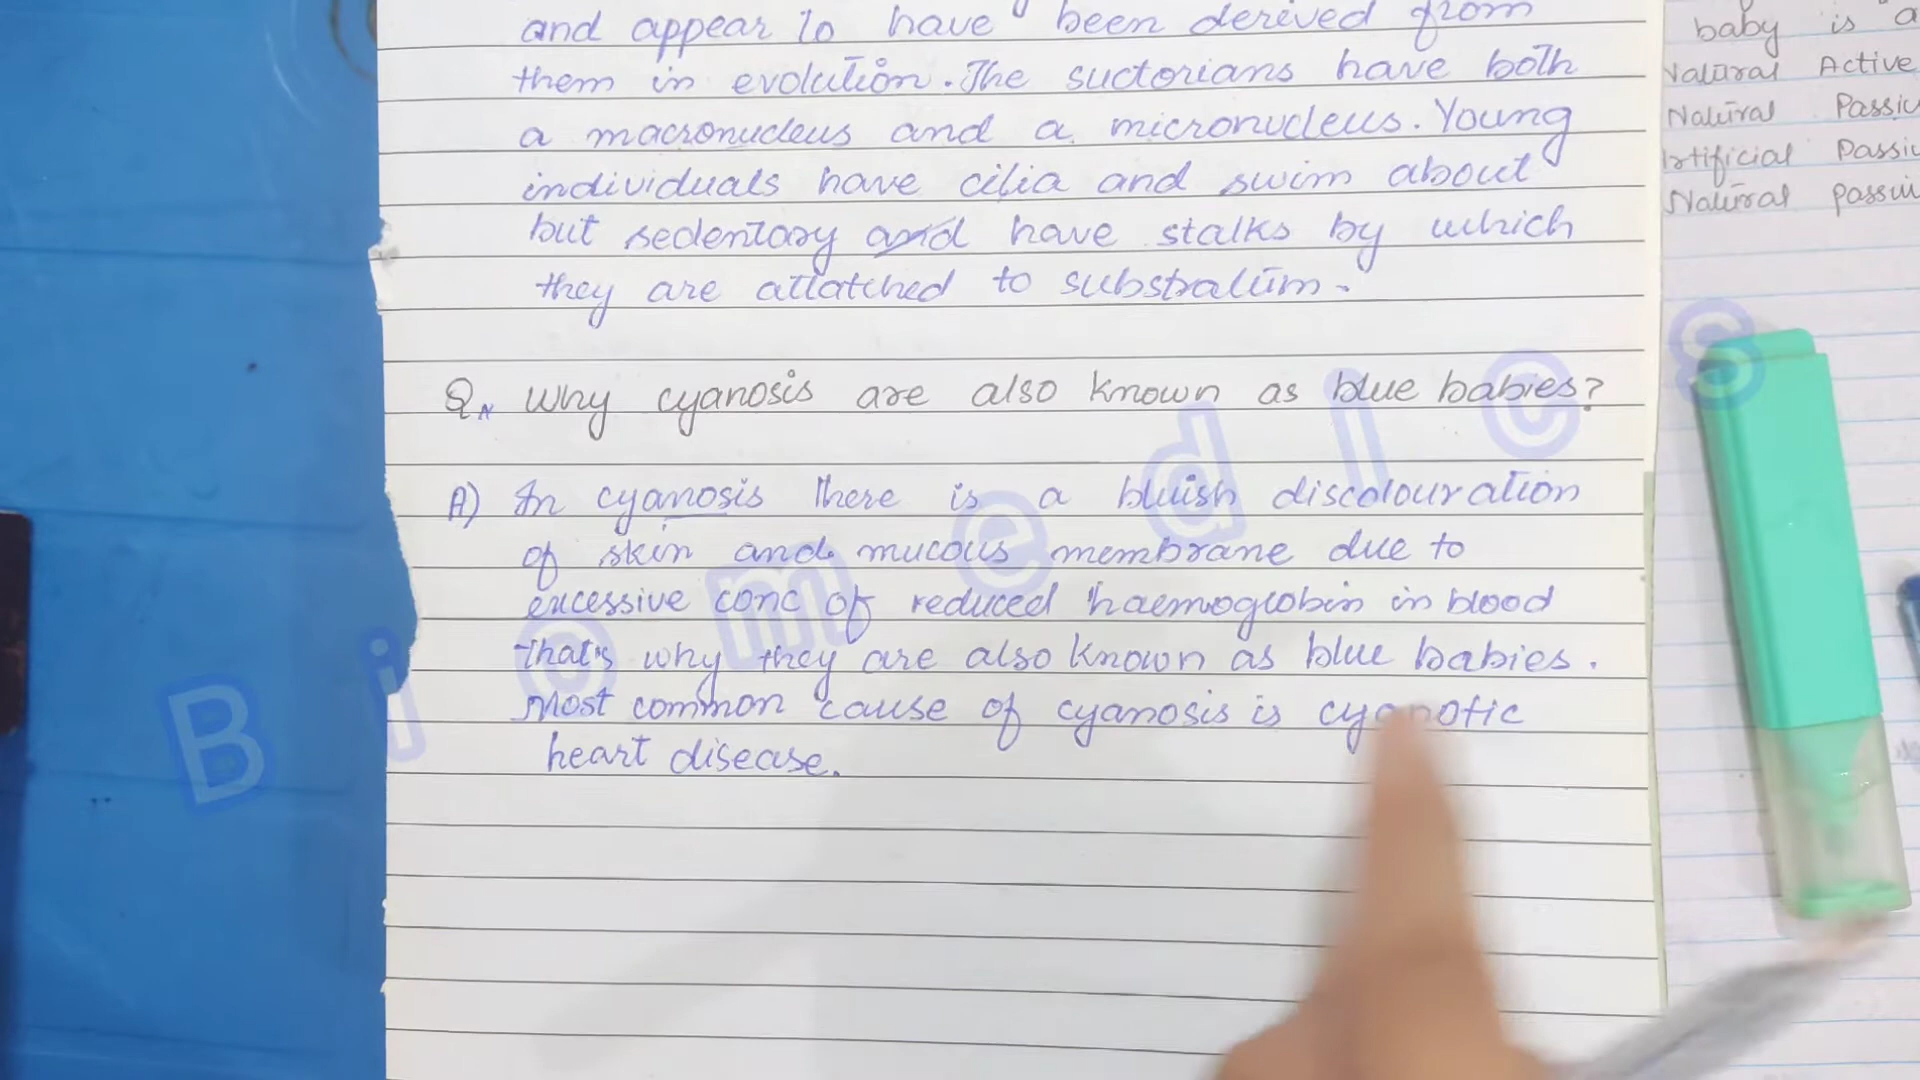 and appear to have been derived from
them in evolution. The suctorians have both
a macronucleus and a micronucleus. Young
individuals have cilia and swim about
but sedentary and have stalks by which
they are attatched to substratum.
Q. Why cyanosis are also known as blue babies?
A) In cyanosis there is a bluish discolouration
of skin and mucous membrane due to
excessive conc of reduced haemoglobin in blood
that's why they are also known as blue babies.
Most common cause of cyanosis is cyanotic
heart disease.
baby is a
Natural Active
Natural
Natural
Biomedics